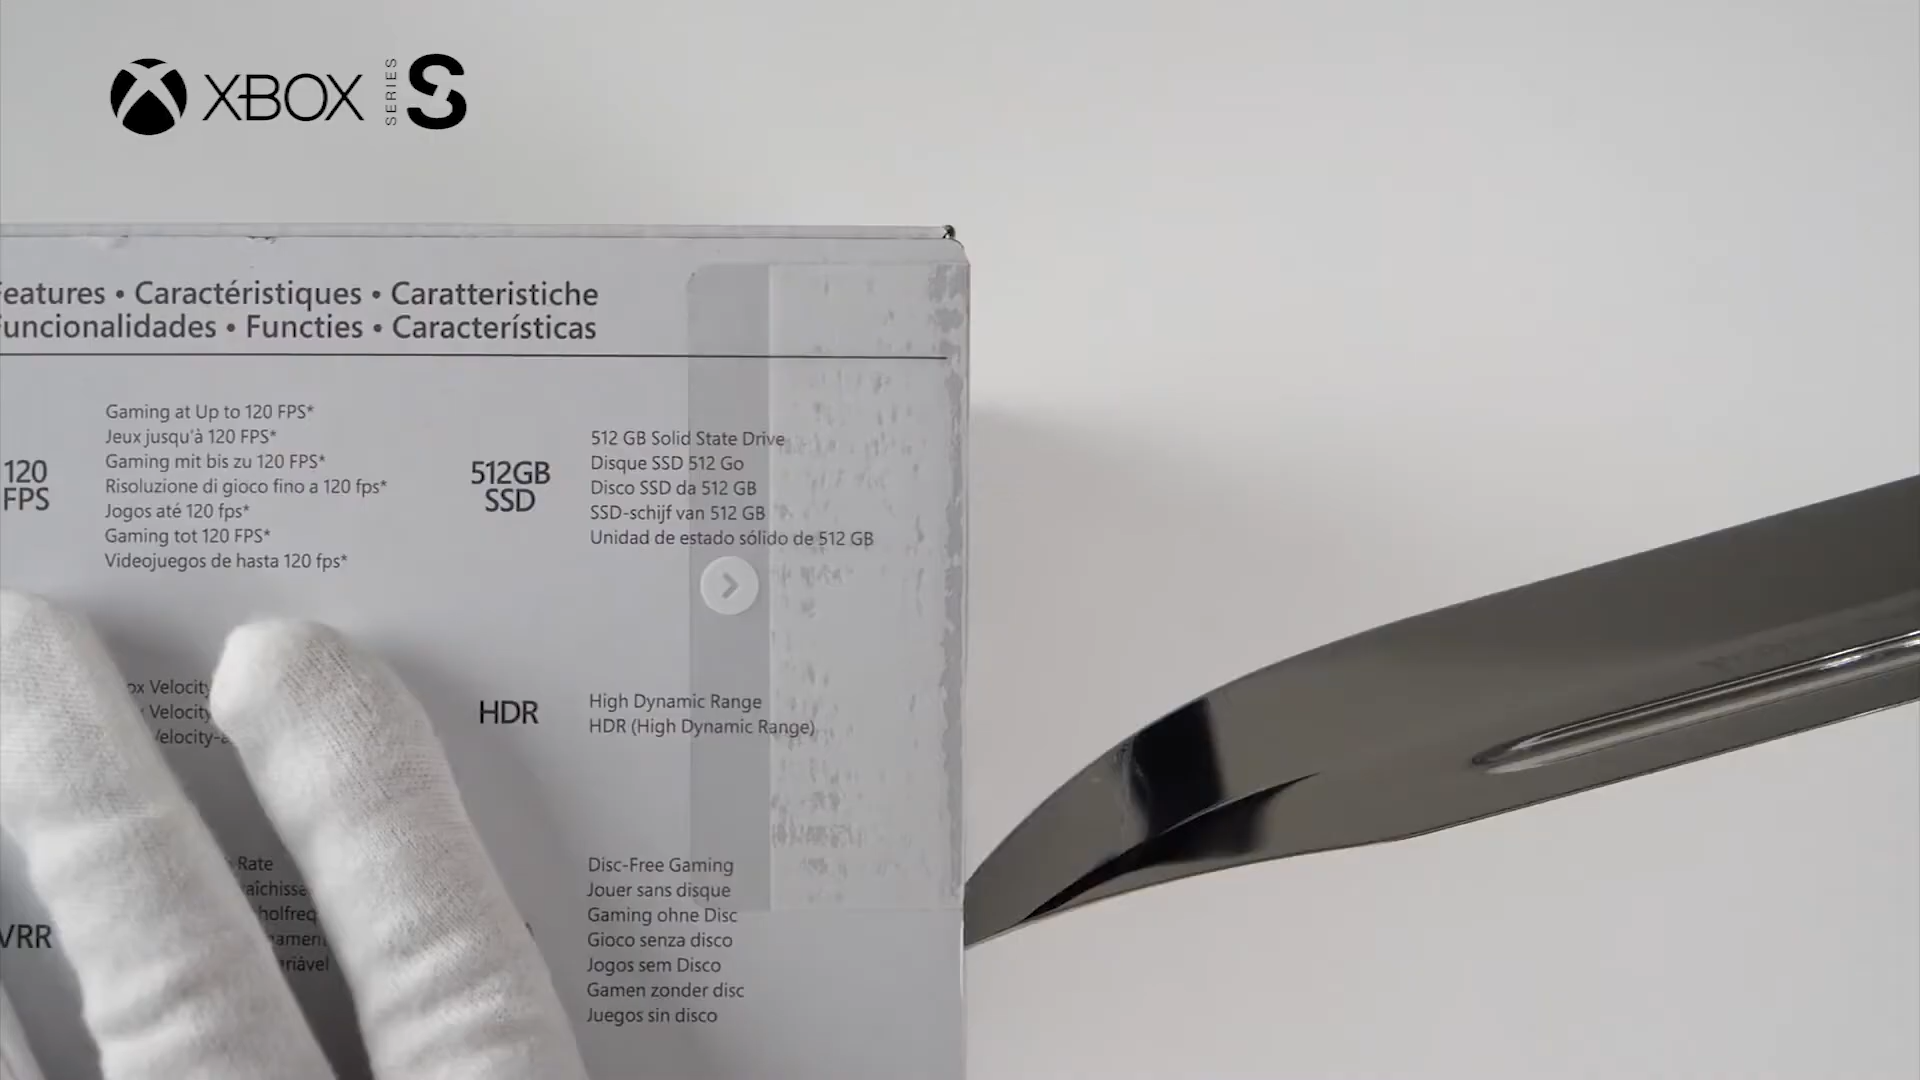 XBOX SERIES S
Features • Caractéristiques • Caratteristiche
Funcionalidades • Functies • Características
120
FPS
Gaming at Up to 120 FPS*
Jeux jusqu'à 120 FPS*
Gaming mit bis zu 120 FPS*
Risoluzione di gioco fino a 120 fps*
Jogos até 120 fps*
Gaming tot 120 FPS*
Videojuegos de hasta 120 fps*
512GB
SSD
512 GB Solid State Drive
Disque SSD 512 Go
Disco SSD da 512 GB
SSD-schijf van 512 GB
Unidad de estado sólido de 512 GB
Velocity
Velocity
HDR
High Dynamic Range
HDR (High Dynamic Range)
VRR
Rate
Disc-Free Gaming
Jouer sans disque
Gaming ohne Disc
Gioco senza disco
Jogos sem Disco
Gamen zonder disc
Juegos sin disco